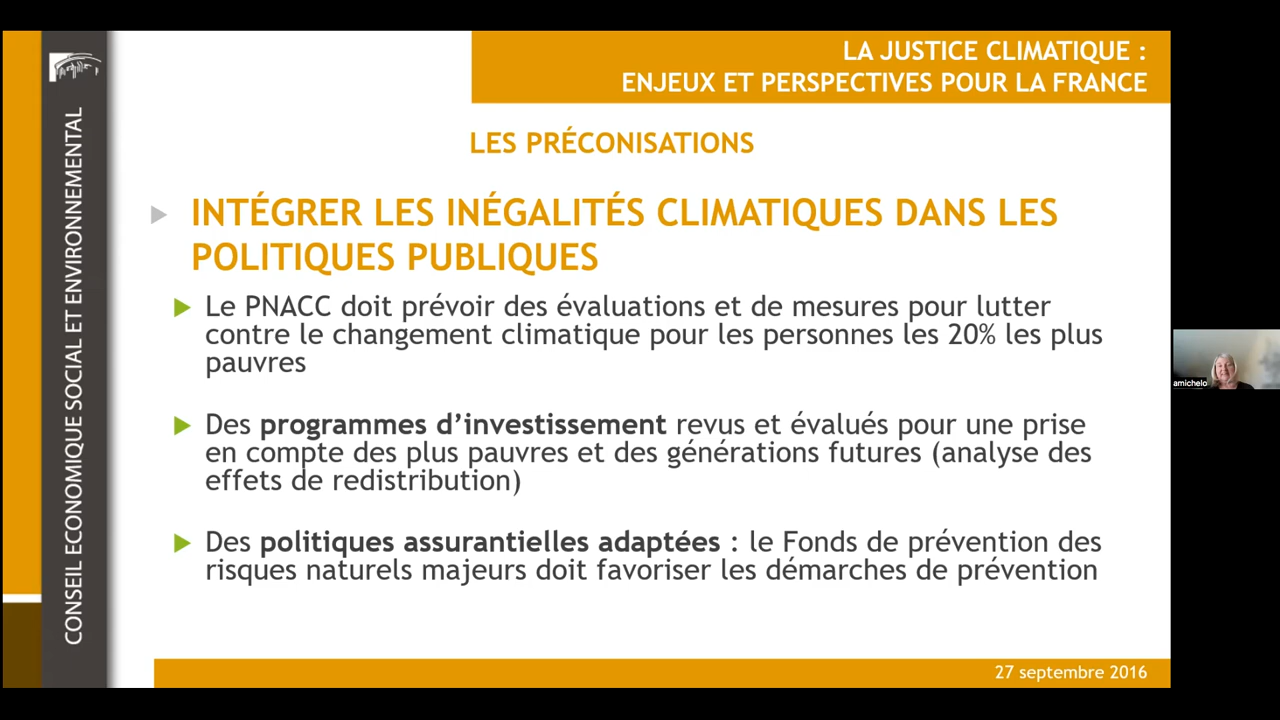 LA JUSTICE CLIMATIQUE :
ENJEUX ET PERSPECTIVES POUR LA FRANCE
CONSEIL ECONOMIQUE SOCIAL ET ENVIRONNEMENTAL
LES PRÉCONISATIONS
INTÉGRER LES INÉGALITÉS CLIMATIQUES DANS LES
POLITIQUES PUBLIQUES
Le PNACC doit prévoir des évaluations et de mesures pour lutter
contre le changement climatique pour les personnes les 20% les plus
pauvres
Des programmes d’investissement revus et évalués pour une prise
en compte des plus pauvres et des générations futures (analyse des
effets de redistribution)
Des politiques assurantielles adaptées : le Fonds de prévention des
risques naturels majeurs doit favoriser les démarches de prévention
27 septembre 2016
amichelo